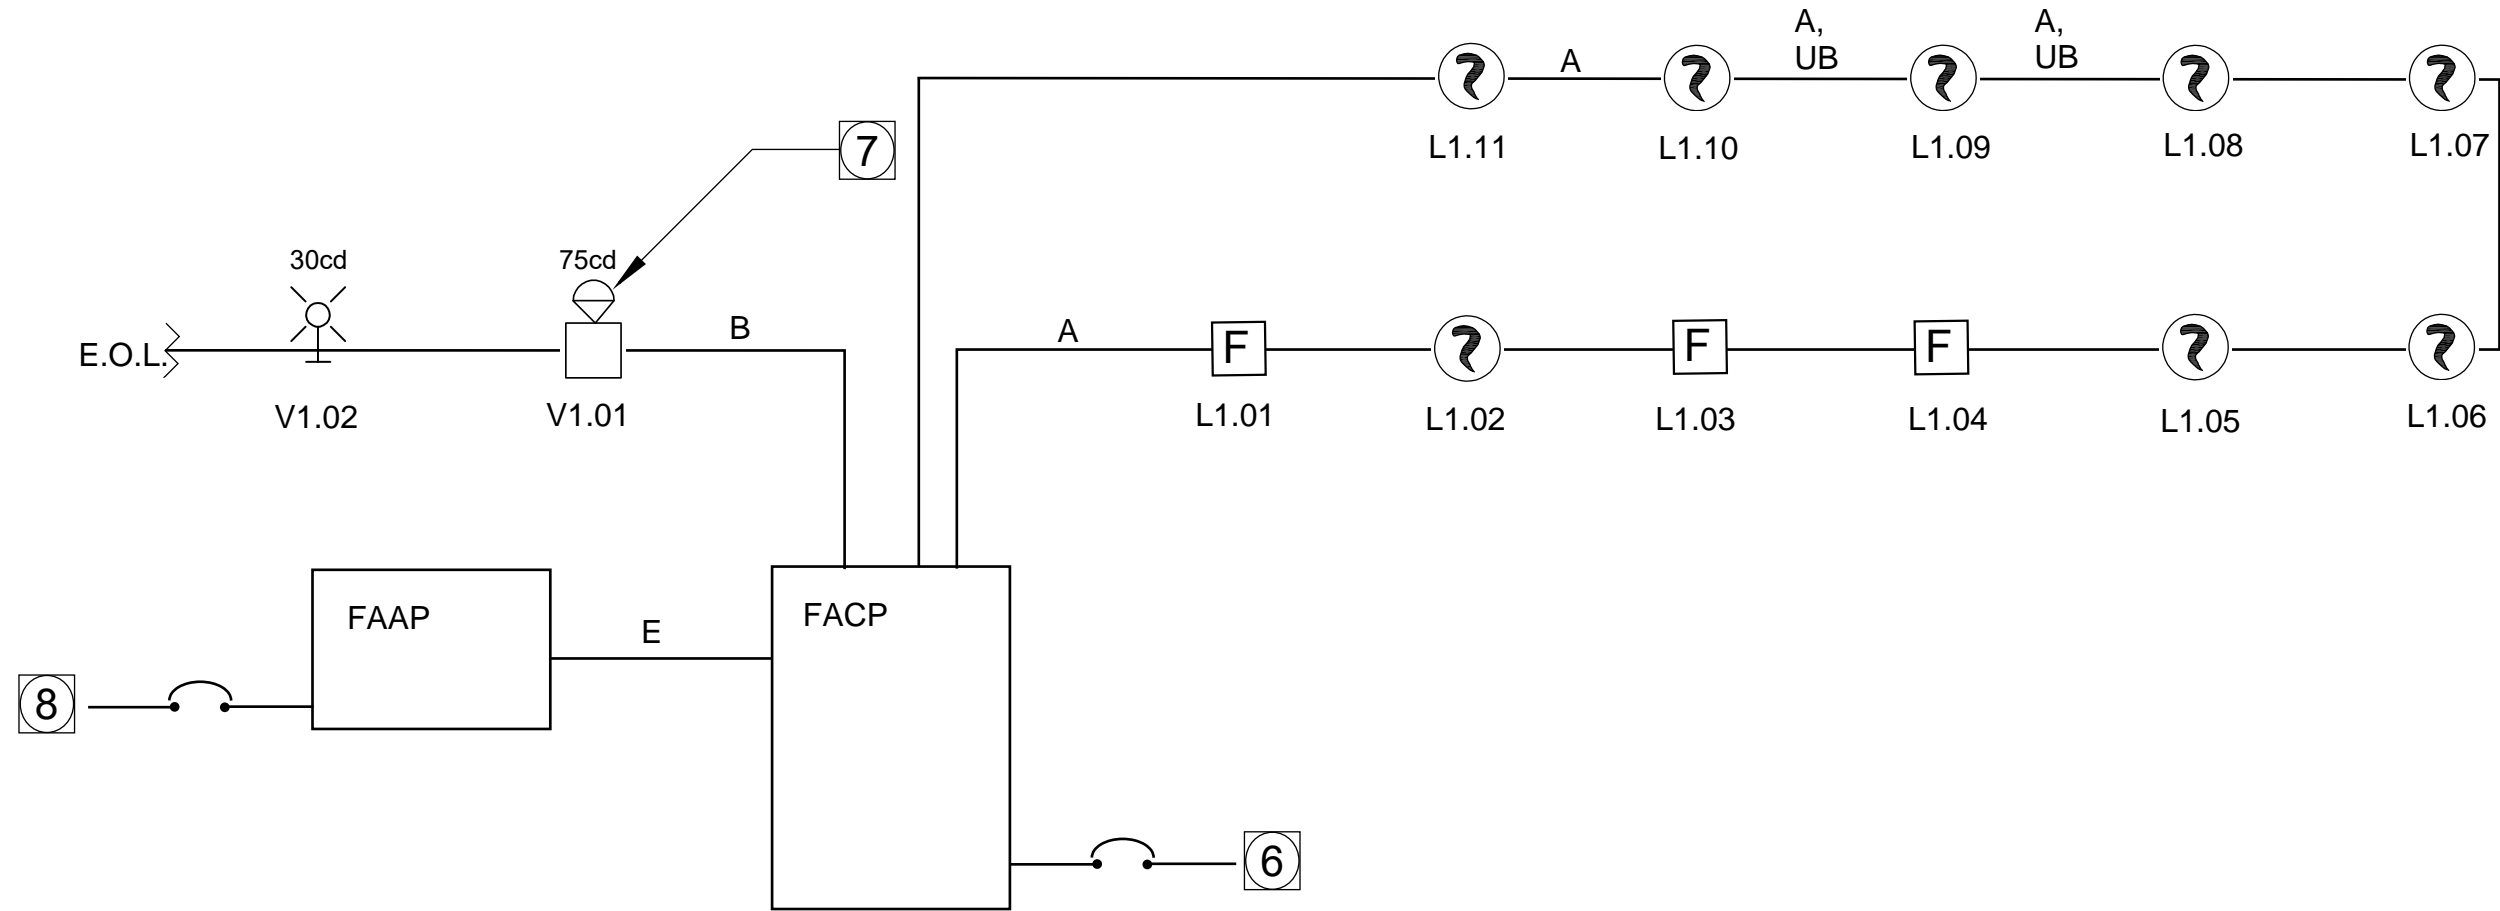 A,
UB
A,
UB
A
L1.11
L1.10
L1.09
L1.08
L1.07
7
30cd
75cd
E.O.L.
B
A
F
F
F
V1.02
V1.01
L1.01
L1.02
L1.03
L1.04
L1.05
L1.06
FAAP
E
FACP
8
6